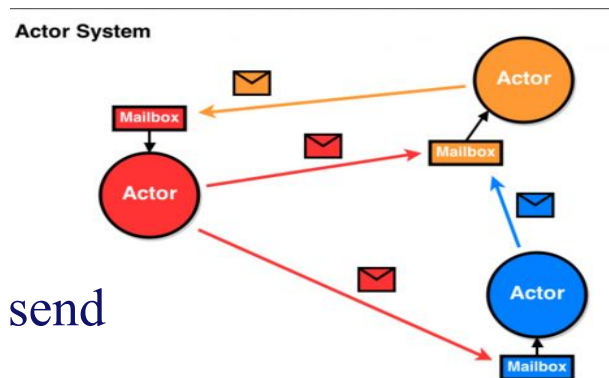 Actor System
Actor
Mailbox
Mailbox
Actor
Actor
send
Mailbox